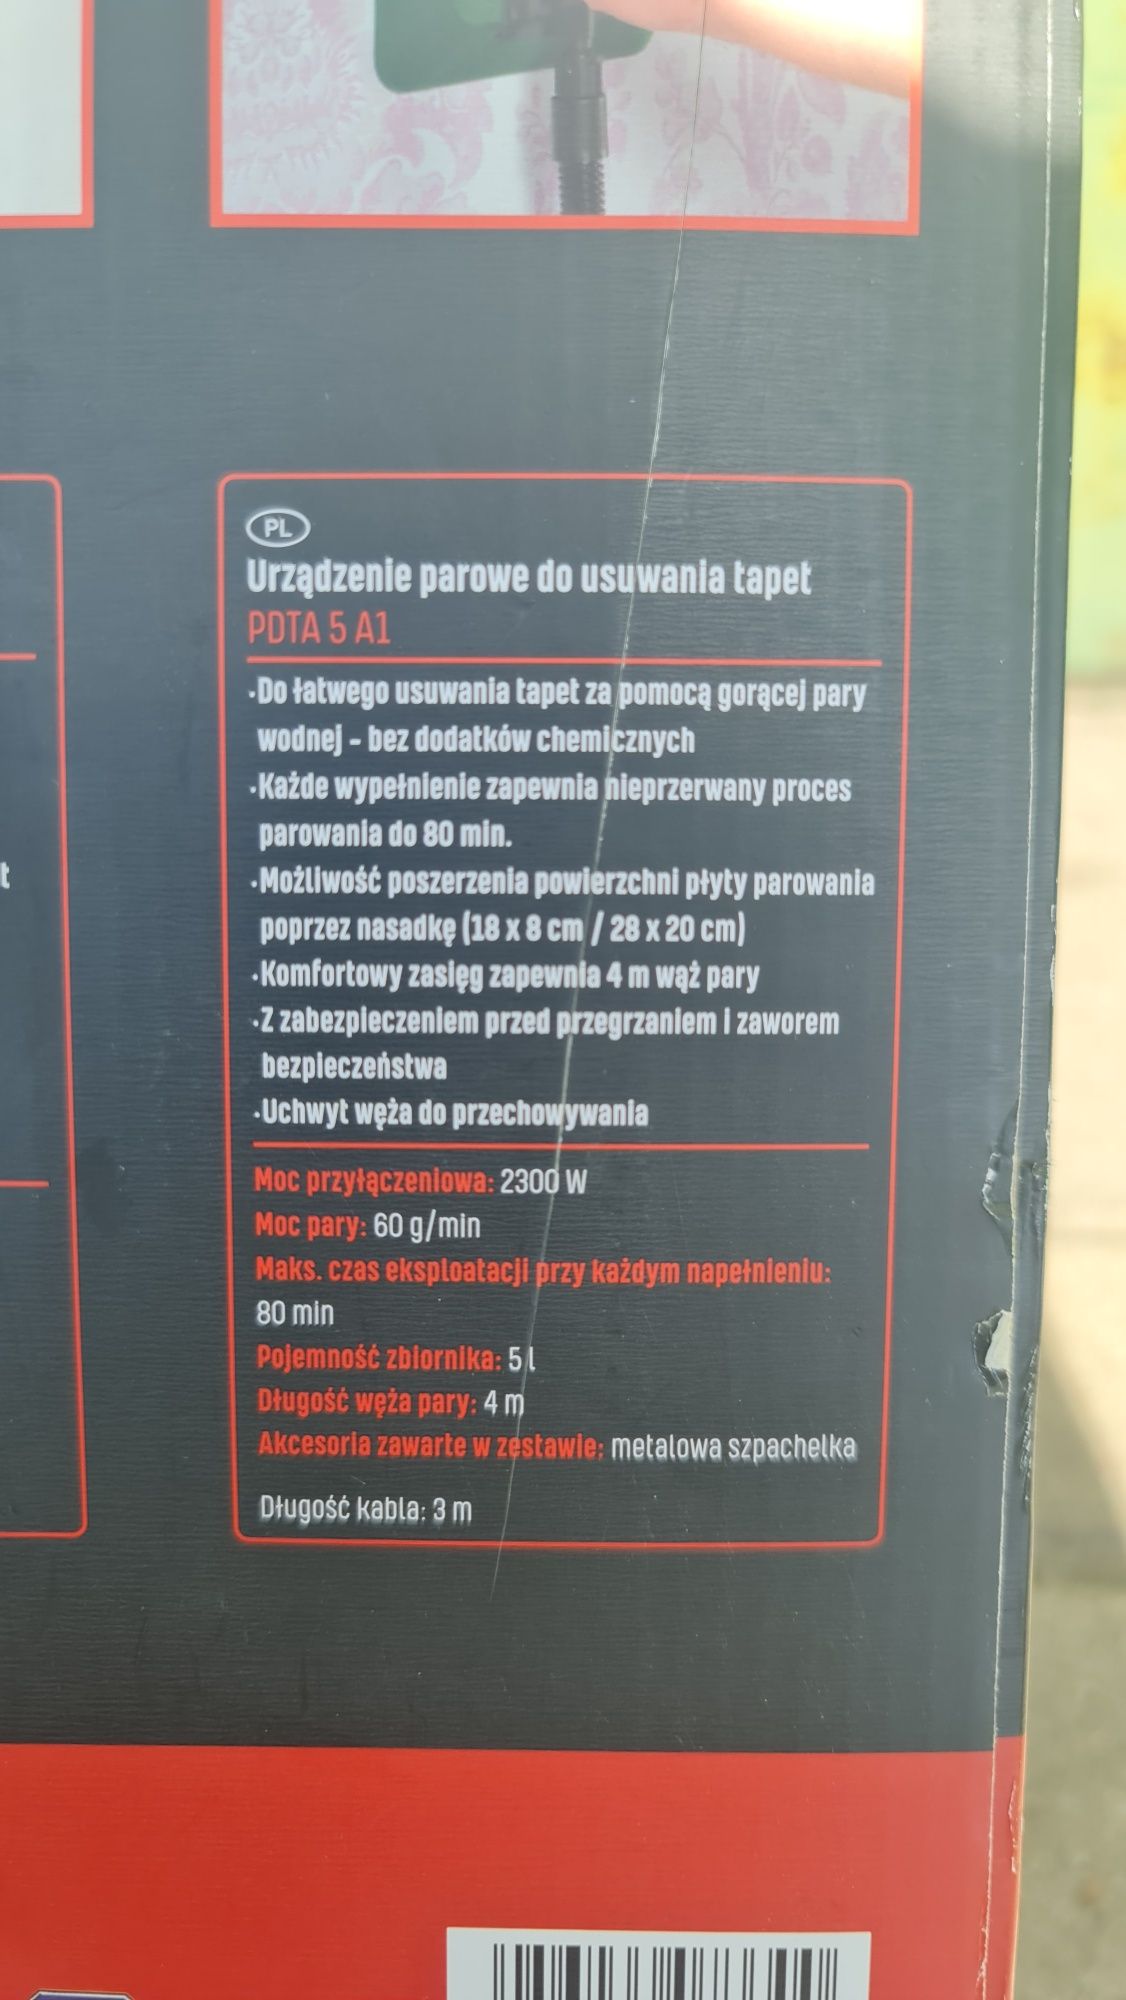 PL
Urządzenie parowe do usuwania tapet
PDTA 5 A1
·Do łatwego usuwania tapet za pomocą gorącej pary
wodnej - bez dodatków chemicznych
·Każde wypełnienie zapewnia nieprzerwany proces
parowania do 80 min.
·Możliwość poszerzenia powierzchni płyty parowania
poprzez nasadkę (18 x 8 cm / 28 x 20 cm)
·Komfortowy zasięg zapewnia 4 m wąż pary
·Z zabezpieczeniem przed przegrzaniem i zaworem
bezpieczeństwa
·Uchwyt węża do przechowywania
Moc przyłączeniowa: 2300 W
Moc pary: 60 g/min
Maks. czas eksploatacji przy każdym napełnieniu:
80 min
Pojemność zbiornika: 5 l
Długość węża pary: 4 m
Akcesoria zawarte w zestawie: metalowa szpachelka
Długość kabla: 3 m
t